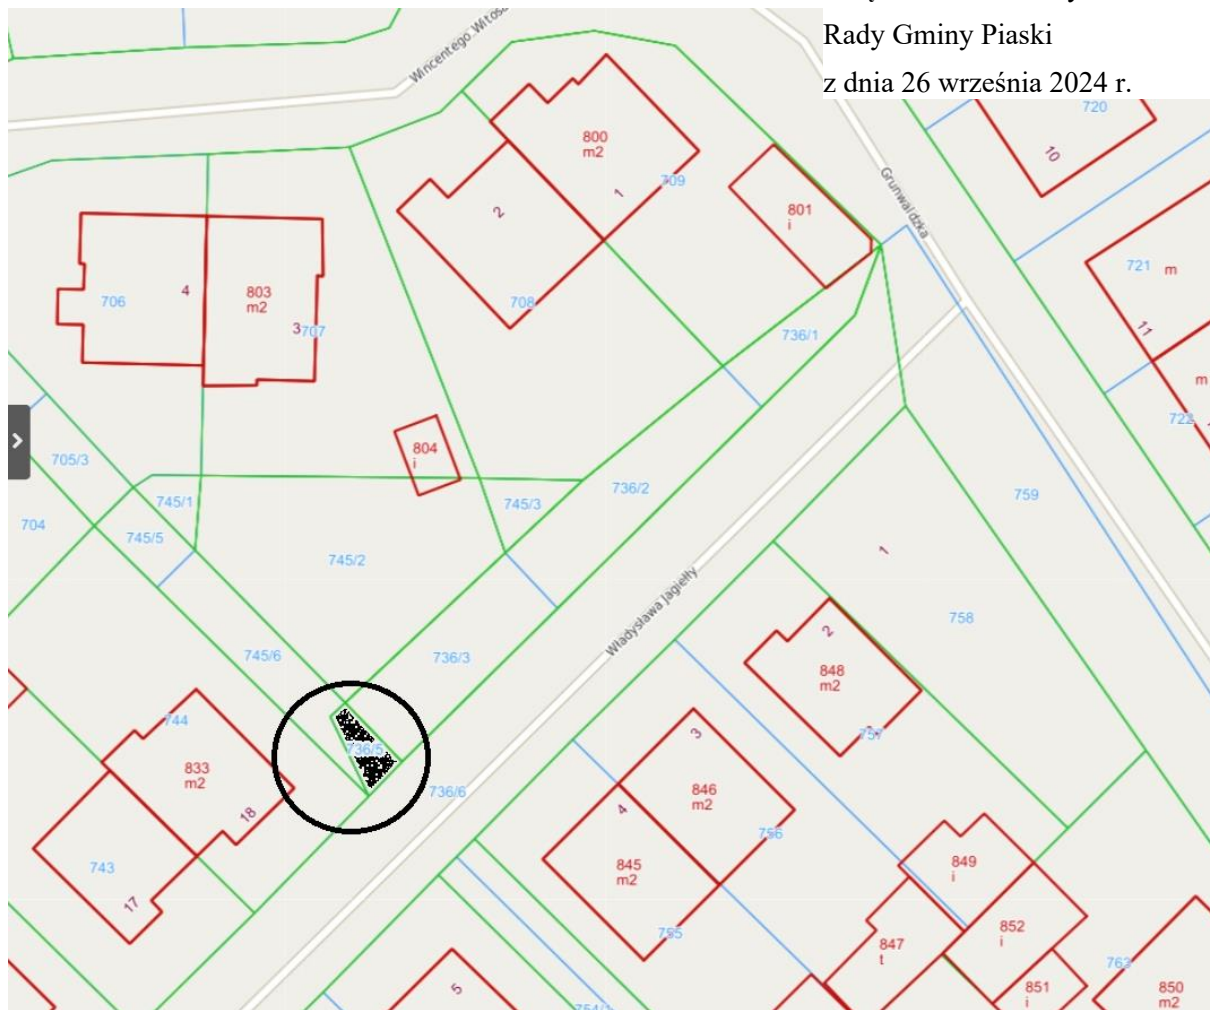 Rady Gminy Piaski
z dnia 26 września 2024 r.
Wincentego Witosa
720
10
800
m2
1
709
801
i
Grunwaldzka
2
721
m
11
706
4
803
m2
3
707
708
736/1
m
722
804
i
705/3
745/1
704
745/5
745/3
736/2
759
745/2
1
Władysława Jagiełły
758
745/6
736/3
2
848
m2
757
744
833
m2
18
736/5
736/6
3
846
m2
4
756
743
17
845
m2
849
i
755
847
t
852
i
5
763
851
i
850
m2